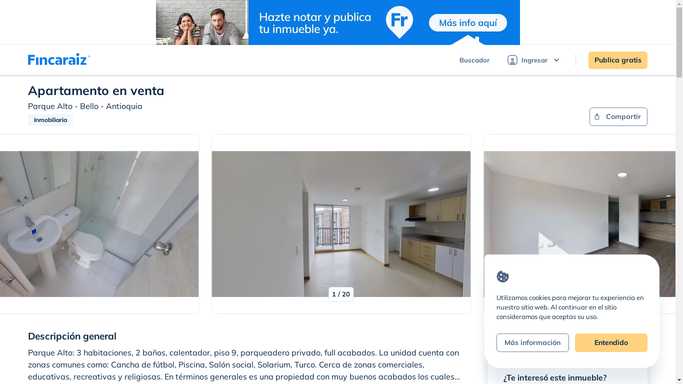 Hazte notar y publica
tu inmueble ya.
Fr
Más info aquí
Fincaraiz
Buscador
Ingresar
Publica gratis
Apartamento en venta
Parque Alto - Bello - Antioquia
Inmobiliaria
Compartir
1 / 20
Utilizamos cookies para mejorar tu experiencia en
nuestro sitio web. Al continuar en el sitio
consideramos que aceptas su uso.
Más información
Entendido
Descripción general
Parque Alto: 3 habitaciones, 2 baños, calentador, piso 9, parqueadero privado, full acabados. La unidad cuenta con
zonas comunes como: Cancha de fútbol, Piscina, Salón social, Solarium, Turco. Cerca de zonas comerciales,
educativas, recreativas y religiosas. En términos generales es una propiedad con muy buenos acabados los cuales...
¿Te interesó este inmueble?